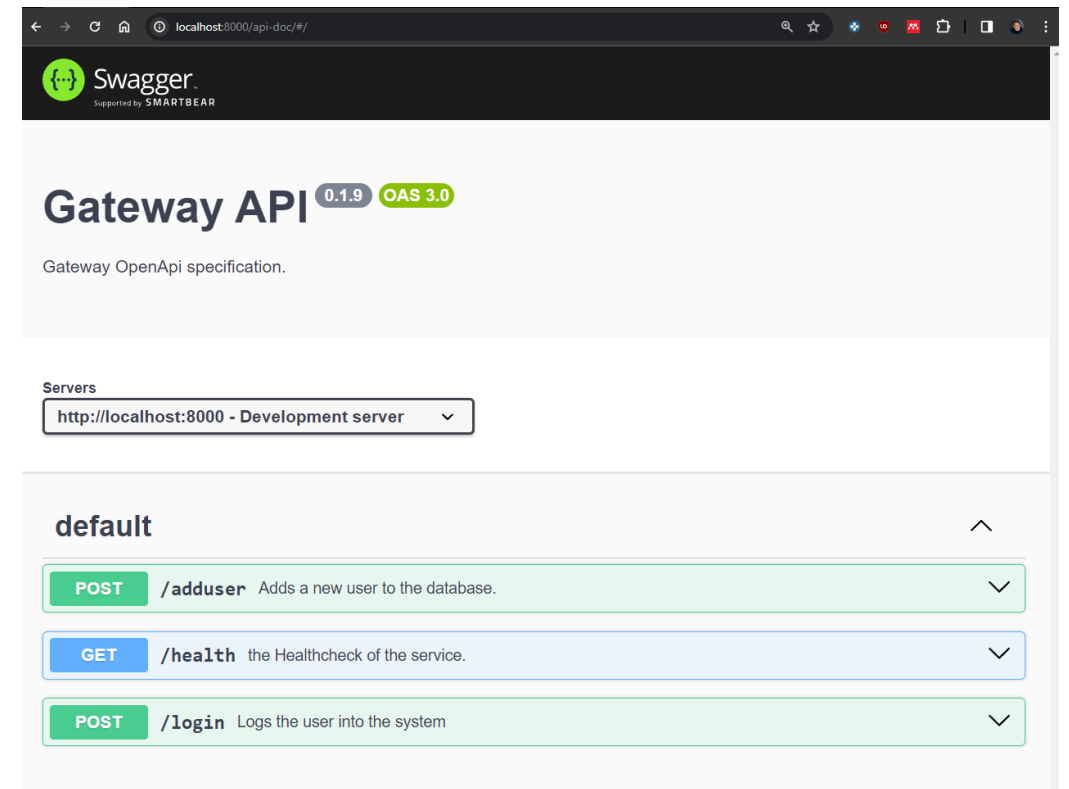 localhost:8000/api-doc/#/
{···} Swagger
Supported by SMARTBEAR
Gateway API 0.1.9 OAS 3.0
Gateway OpenApi specification.
Servers
http://localhost:8000 - Development server
default
POST /adduser Adds a new user to the database.
GET /health the Healthcheck of the service.
POST /login Logs the user into the system